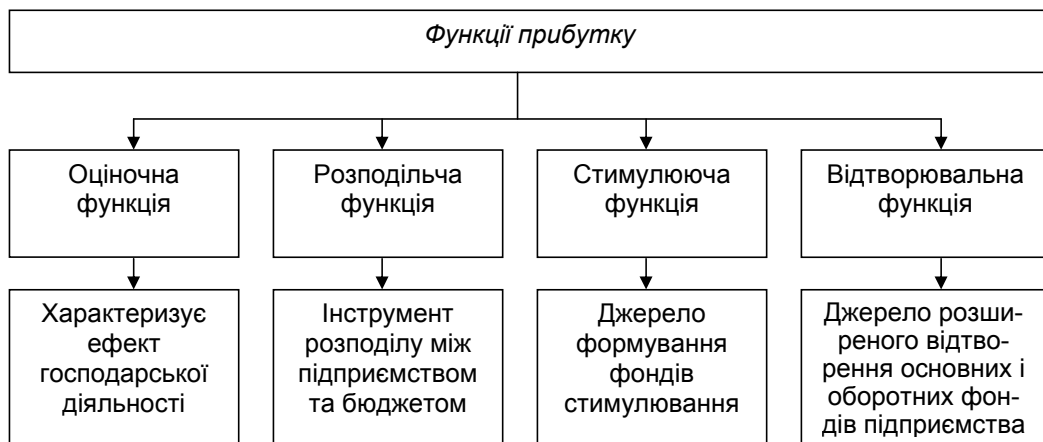 Функції прибутку
Оціночна
функція
Розподільча
функція
Стимулююча
функція
Відтворювальна
функція
Характеризує
ефект
господарської
діяльності
Інструмент
розподілу між
підприємством
та бюджетом
Джерело
формування
фондів
стимулювання
Джерело розши-
реного відтво-
рення основних і
оборотних фон-
дів підприємства